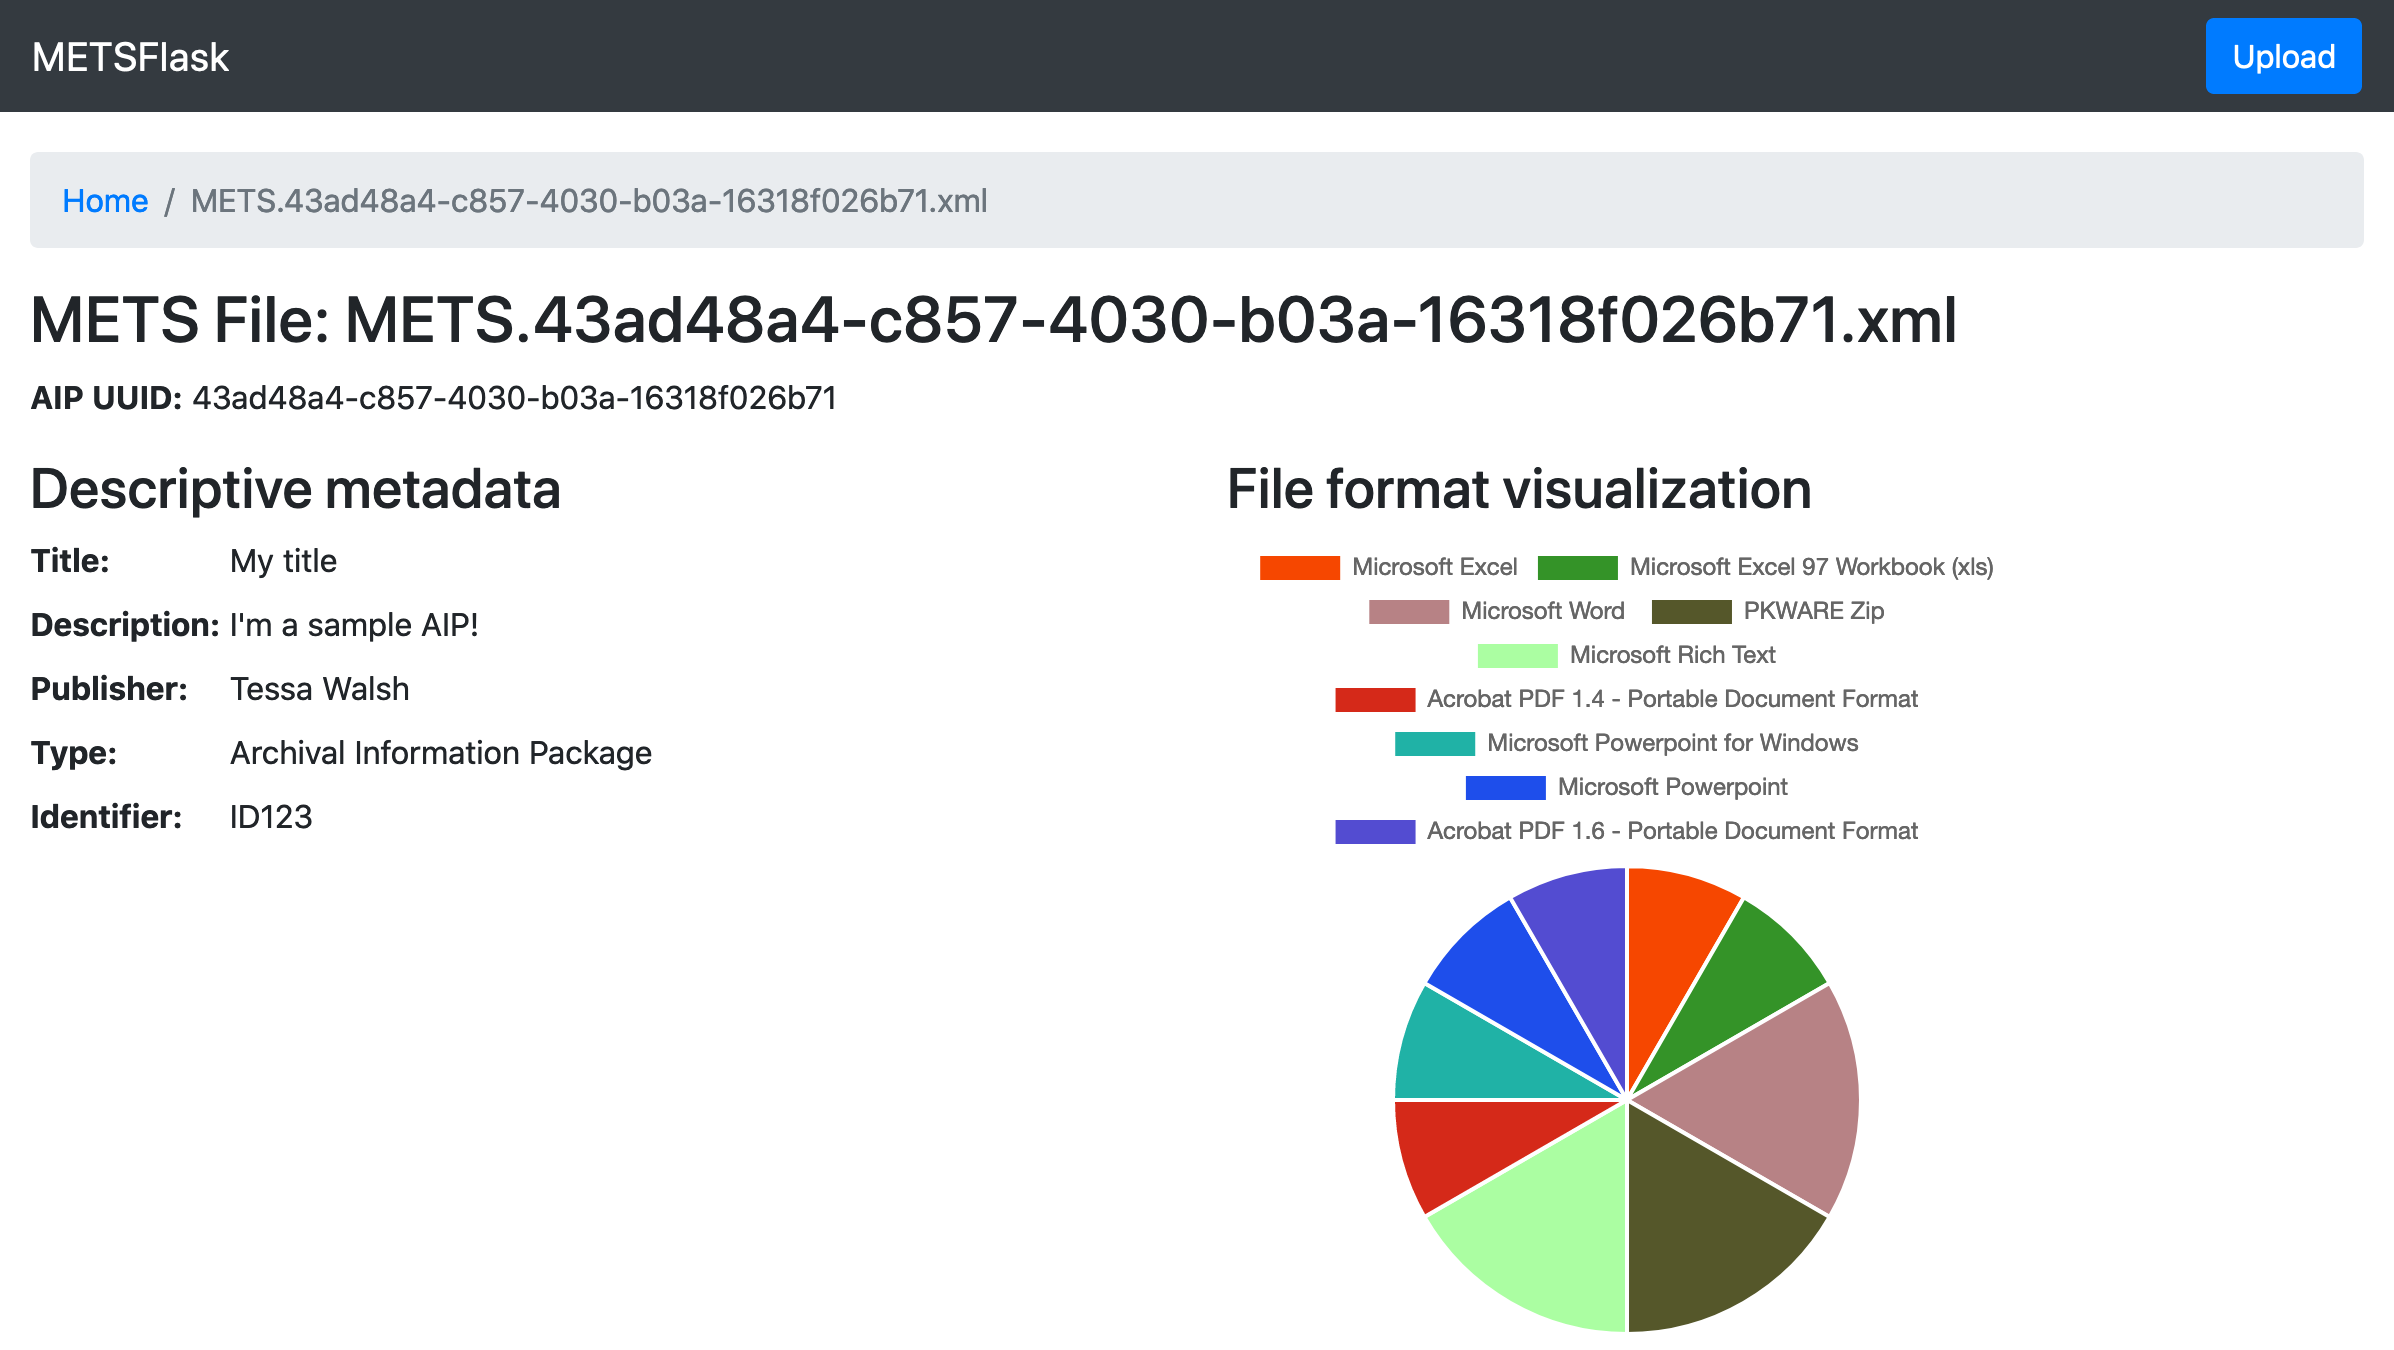 METSFlask
Upload
Home / METS.43ad48a4-c857-4030-b03a-16318f026b71.xml
METS File: METS.43ad48a4-c857-4030-b03a-16318f026b71.xml
AIP UUID: 43ad48a4-c857-4030-b03a-16318f026b71
Descriptive metadata
Title: My title
Description: I'm a sample AIP!
Publisher: Tessa Walsh
Type: Archival Information Package
Identifier: ID123
File format visualization
Microsoft Excel Microsoft Excel 97 Workbook (xls)
Microsoft Word PKWARE Zip
Microsoft Rich Text
Acrobat PDF 1.4 - Portable Document Format
Microsoft Powerpoint for Windows
Microsoft Powerpoint
Acrobat PDF 1.6 - Portable Document Format